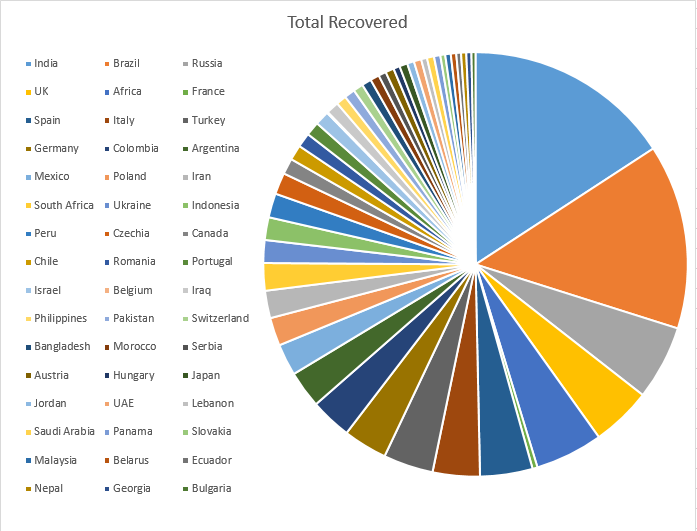 Total Recovered
India Brazil Russia
UK Africa France
Spain Italy Turkey
Germany Colombia Argentina
Mexico Poland Iran
South Africa Ukraine Indonesia
Peru Czechia Canada
Chile Romania Portugal
Israel Belgium Iraq
Philippines Pakistan Switzerland
Bangladesh Morocco Serbia
Austria Hungary Japan
Jordan UAE Lebanon
Saudi Arabia Panama Slovakia
Malaysia Belarus Ecuador
Nepal Georgia Bulgaria